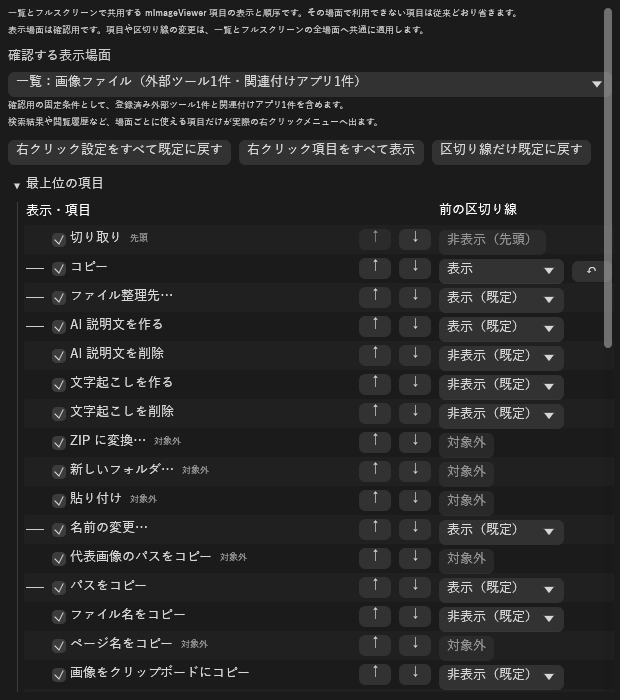 一覧とフルスクリーンで共用する mImageViewer 項目の表示と順序です。その場面で利用できない項目は従来どおり省きます。
表示場面は確認用です。項目や区切り線の変更は、一覧とフルスクリーンの全場面へ共通に適用します。
確認する表示場面
一覧：画像ファイル（外部ツール1件・関連付けアプリ1件）
確認用の固定条件として、登録済み外部ツール1件と関連付けアプリ1件を含めます。
検索結果や閲覧履歴など、場面ごとに使える項目だけが実際の右クリックメニューへ出ます。
右クリック設定をすべて既定に戻す 右クリック項目をすべて表示 区切り線だけ既定に戻す
▼ 最上位の項目
表示・項目 前の区切り線
切り取り 先頭 ↑ ↓ 非表示（先頭）
コピー ↑ ↓ 表示
ファイル整理先… ↑ ↓ 表示（既定）
AI 説明文を作る ↑ ↓ 表示（既定）
AI 説明文を削除 ↑ ↓ 非表示（既定）
文字起こしを作る ↑ ↓ 非表示（既定）
文字起こしを削除 ↑ ↓ 非表示（既定）
ZIP に変換… 対象外 ↑ ↓ 対象外
新しいフォルダ… 対象外 ↑ ↓ 対象外
貼り付け 対象外 ↑ ↓ 対象外
名前の変更… ↑ ↓ 表示（既定）
代表画像のパスをコピー 対象外 ↑ ↓ 対象外
パスをコピー ↑ ↓ 表示（既定）
ファイル名をコピー ↑ ↓ 非表示（既定）
ページ名をコピー 対象外 ↑ ↓ 対象外
画像をクリップボードにコピー ↑ ↓ 非表示（既定）